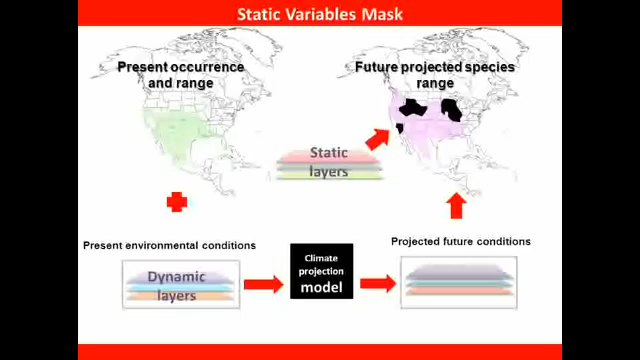 Static Variables Mask
Present occurrence
and range
Future projected species
range
Static
layers
Present environmental conditions
Projected future conditions
Dynamic
layers
Climate
projection
model